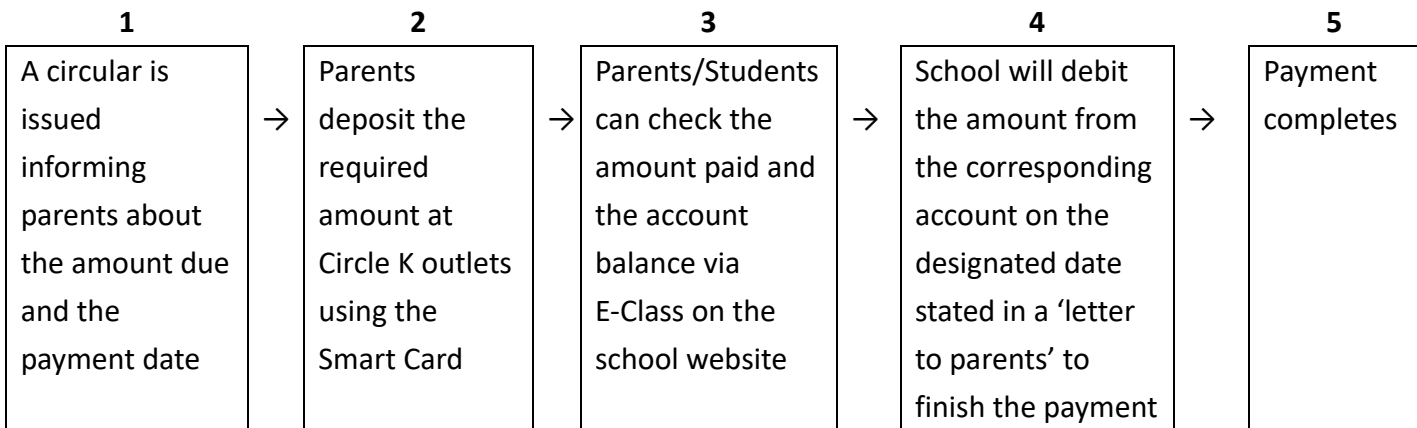 1
A circular is
issued
informing
parents about
the amount due
and the
payment date
→
2
Parents
deposit the
required
amount at
Circle K outlets
using the
Smart Card
→
3
Parents/Students
can check the
amount paid and
the account
balance via
E-Class on the
school website
→
4
School will debit
the amount from
the corresponding
account on the
designated date
stated in a ‘letter
to parents’ to
finish the payment
→
5
Payment
completes